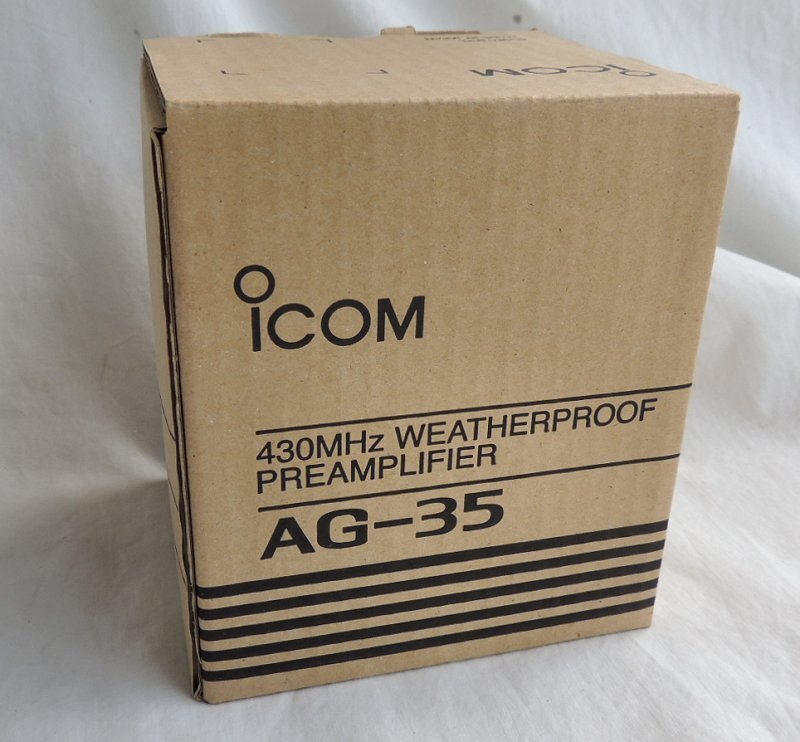 iCOM
iCOM
430MHz WEATHERPROOF
PREAMPLIFIER
AG-35